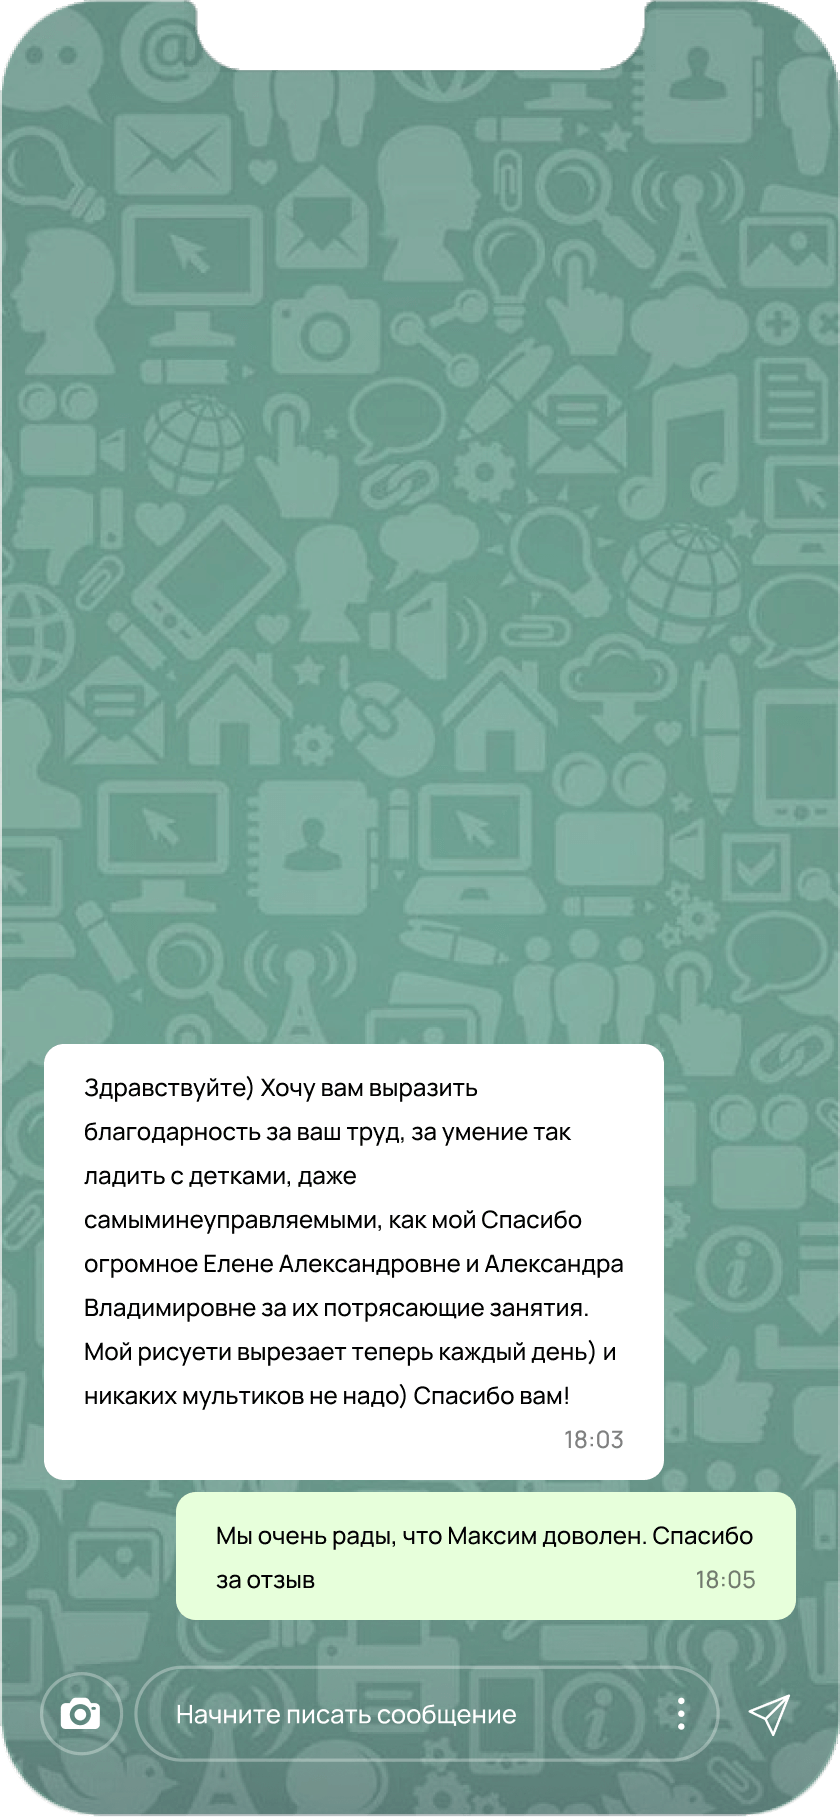 Здравствуйте) Хочу вам выразить
благодарность за ваш труд, за умение так
ладить с детками, даже
самыминеуправляемыми, как мой Спасибо
огромное Елене Александровне и Александра
Владимировне за их потрясающие занятия.
Мой рисуети вырезает теперь каждый день) и
никаких мультиков не надо) Спасибо вам!
18:03
Мы очень рады, что Максим доволен. Спасибо
за отзыв 18:05
Начните писать сообщение